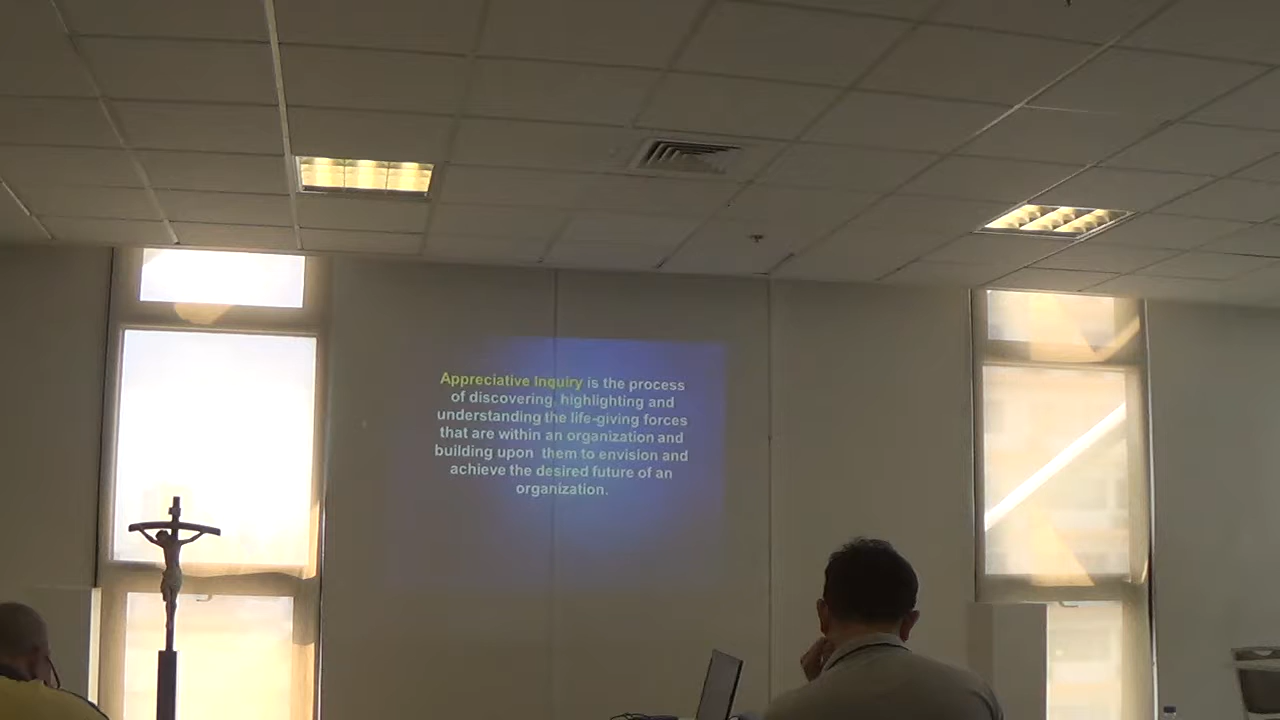 Appreciative Inquiry is the process
of discovering, highlighting and
understanding the life-giving forces
that are within an organization and
building upon them to envision and
achieve the desired future of an
organization.